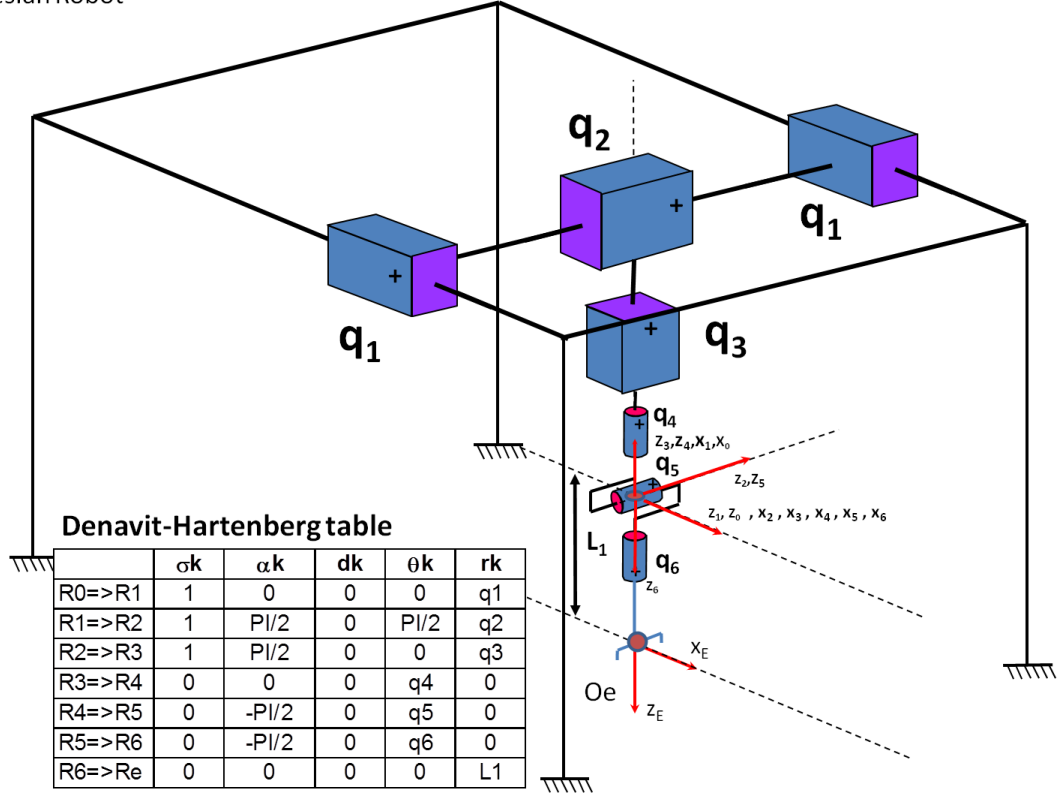 Robot
q₂
q₁
+
+
q₁
+
q₃
q₄
+
z₃,z₄,x₁,x₀
q₅
+
z₂,z₅
z₁, z₀ , x₂ , x₃ , x₄ , x₅ , x₆
L₁
q₆
z₆
x_E
Oe
z_E
Denavit-Hartenberg table
σk αk dk θk rk
R0=>R1 1 0 0 0 q1
R1=>R2 1 PI/2 0 PI/2 q2
R2=>R3 1 PI/2 0 0 q3
R3=>R4 0 0 0 q4 0
R4=>R5 0 -PI/2 0 q5 0
R5=>R6 0 -PI/2 0 q6 0
R6=>Re 0 0 0 0 L1